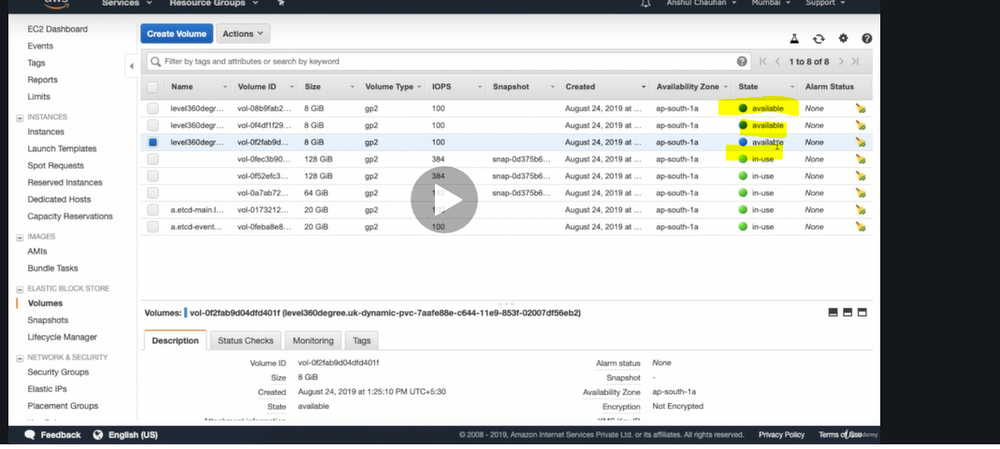 aws Services Resource Groups Anshul Chauhan Mumbai Support
EC2 Dashboard
Events
Tags
Reports
Limits
INSTANCES
Instances
Launch Templates
Spot Requests
Reserved Instances
Dedicated Hosts
Capacity Reservations
IMAGES
AMIs
Bundle Tasks
ELASTIC BLOCK STORE
Volumes
Snapshots
Lifecycle Manager
NETWORK & SECURITY
Security Groups
Elastic IPs
Placement Groups
Create Volume Actions
Filter by tags and attributes or search by keyword 1 to 8 of 8
Name Volume ID Size Volume Type IOPS Snapshot Created Availability Zone State Alarm Status
level360degr... vol-08b9fab2... 8 GiB gp2 100 August 24, 2019 at ... ap-south-1a available None
level360degr... vol-0f4df1f29... 8 GiB gp2 100 August 24, 2019 at ... ap-south-1a available None
level360degr... vol-0f2fab9d... 8 GiB gp2 100 August 24, 2019 at ... ap-south-1a available None
vol-0fec3b90... 128 GiB gp2 384 snap-0d375b6... August 24, 2019 at ... ap-south-1a in-use None
vol-0f52efc3... 128 GiB gp2 384 snap-0d375b6... August 24, 2019 at ... ap-south-1a in-use None
vol-0a7ab72... 64 GiB gp2 snap-0d375b6... August 24, 2019 at ... ap-south-1a in-use None
a.etcd-main.l... vol-0173212... 20 GiB gp2 August 24, 2019 at ... ap-south-1a in-use None
a.etcd-event... vol-0feba8e8... 20 GiB gp2 100 August 24, 2019 at ... ap-south-1a in-use None
Volumes: vol-0f2fab9d04dfd401f (level360degree.uk-dynamic-pvc-7aafe88e-c644-11e9-853f-02007df56eb2)
Description Status Checks Monitoring Tags
Volume ID vol-0f2fab9d04dfd401f Alarm status None
Size 8 GiB Snapshot -
Created August 24, 2019 at 1:25:10 PM UTC+5:30 Availability Zone ap-south-1a
State available Encryption Not Encrypted
Feedback English (US) © 2008 - 2019, Amazon Internet Services Private Ltd. or its affiliates. All rights reserved. Privacy Policy Terms of Use